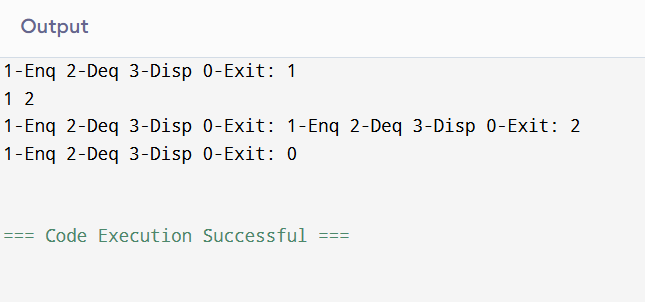 Output
1-Enq 2-Deq 3-Disp 0-Exit: 1
1 2
1-Enq 2-Deq 3-Disp 0-Exit: 1-Enq 2-Deq 3-Disp 0-Exit: 2
1-Enq 2-Deq 3-Disp 0-Exit: 0
=== Code Execution Successful ===